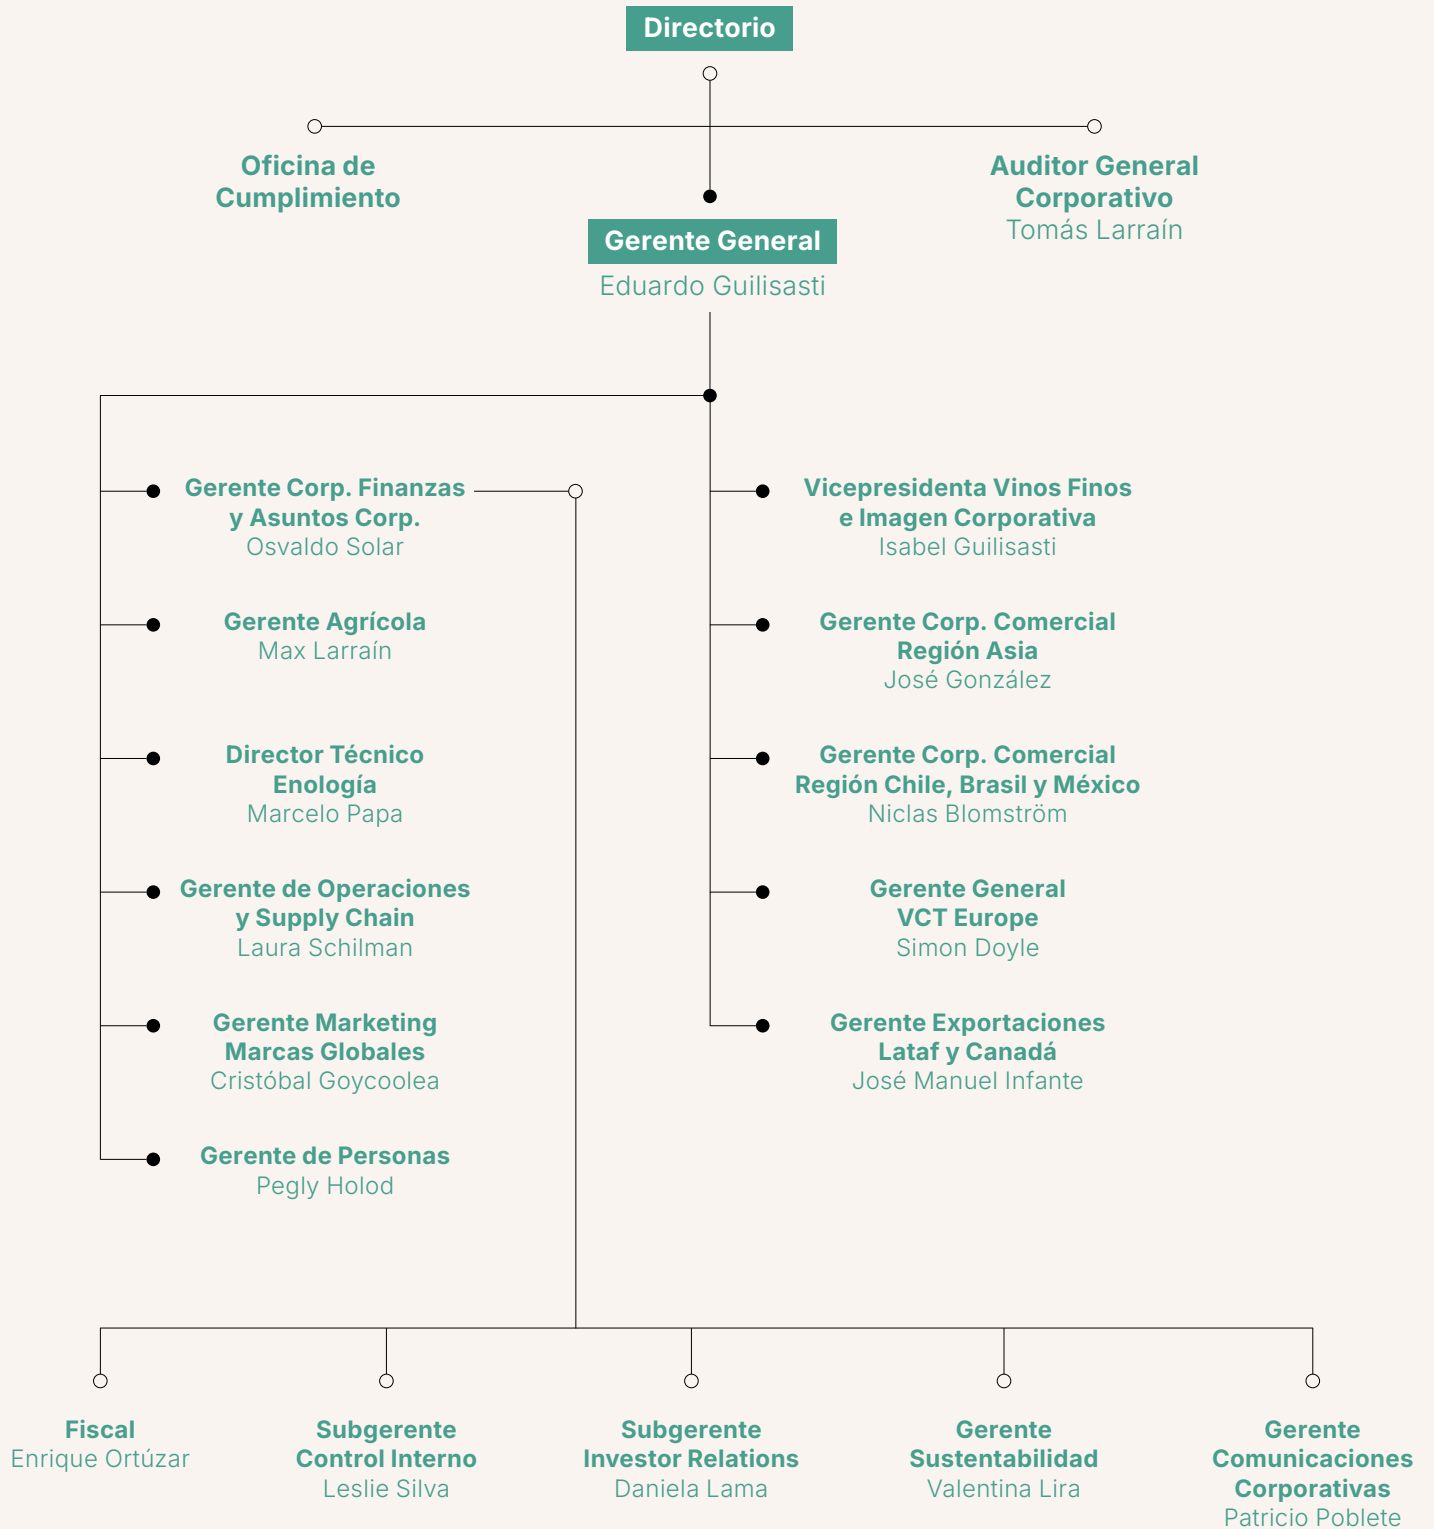 Directorio
Oficina de
Cumplimiento
Auditor General
Corporativo
Tomás Larraín
Gerente General
Eduardo Guilisasti
Gerente Corp. Finanzas
y Asuntos Corp.
Osvaldo Solar
Gerente Agrícola
Max Larraín
Director Técnico
Enología
Marcelo Papa
Gerente de Operaciones
y Supply Chain
Laura Schilman
Gerente Marketing
Marcas Globales
Cristóbal Goycoolea
Gerente de Personas
Pegly Holod
Vicepresidenta Vinos Finos
e Imagen Corporativa
Isabel Guilisasti
Gerente Corp. Comercial
Región Asia
José González
Gerente Corp. Comercial
Región Chile, Brasil y México
Niclas Blomström
Gerente General
VCT Europe
Simon Doyle
Gerente Exportaciones
Lataf y Canadá
José Manuel Infante
Fiscal
Enrique Ortúzar
Subgerente
Control Interno
Leslie Silva
Subgerente
Investor Relations
Daniela Lama
Gerente
Sustentabilidad
Valentina Lira
Gerente
Comunicaciones
Corporativas
Patricio Poblete